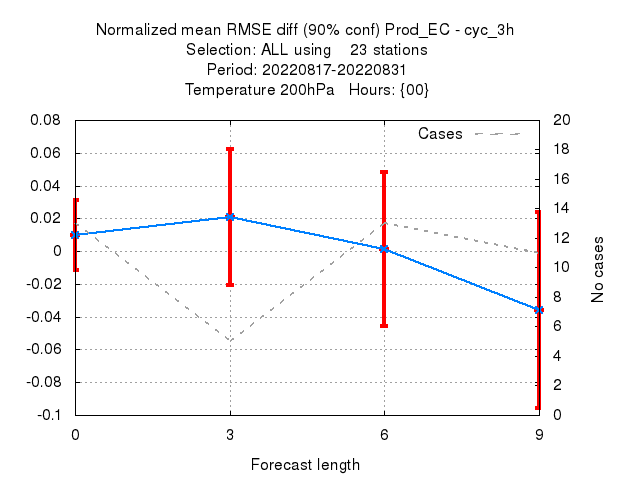 Normalized mean RMSE diff (90% conf) Prod_EC - cyc_3h
Selection: ALL using    23 stations
Period: 20220817-20220831
Temperature 200hPa   Hours: {00}
Cases
0.08
0.06
0.04
0.02
0
-0.02
-0.04
-0.06
-0.08
-0.1
20
18
16
14
12
10
8
6
4
2
0
No cases
0 3 6 9
Forecast length